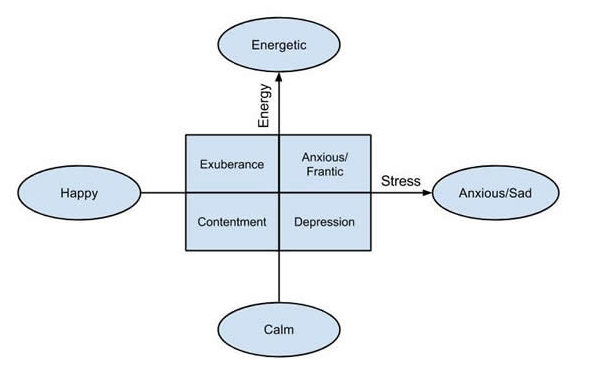 Energetic
Energy
Exuberance
Anxious/
Frantic
Happy
Stress
Anxious/Sad
Contentment
Depression
Calm